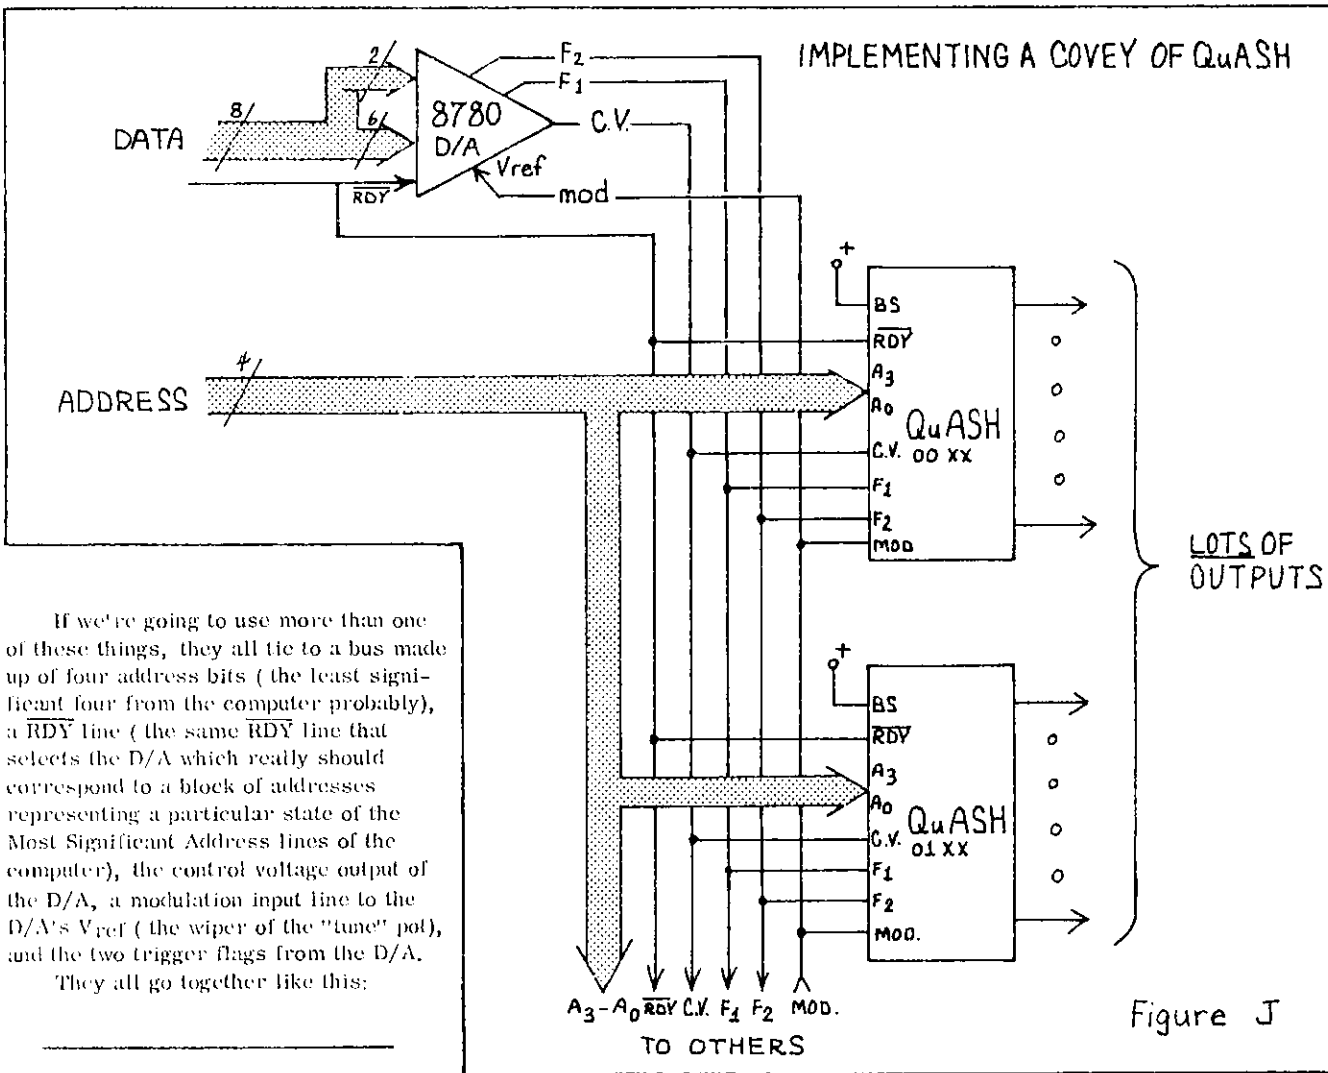 IMPLEMENTING A COVEY OF QuASH
DATA
8
2
6
8780
D/A
RDY
Vref
F2
F1
C.V.
mod
ADDRESS
4
+
BS
RDY
A3
A0
C.V.
F1
F2
MOD
QuASH
00 XX
LOTS OF
OUTPUTS
+
BS
RDY
A3
A0
C.V.
F1
F2
MOD.
QuASH
01 XX
A3-A0 RDY C.V. F1 F2 MOD.
TO OTHERS
Figure J
If we're going to use more than one
of these things, they all tie to a bus made
up of four address bits ( the least signi-
ficant four from the computer probably),
a RDY line ( the same RDY line that
selects the D/A which really should
correspond to a block of addresses
representing a particular state of the
Most Significant Address lines of the
computer), the control voltage output of
the D/A, a modulation input line to the
D/A's Vref ( the wiper of the "tune" pot),
and the two trigger flags from the D/A.
They all go together like this: